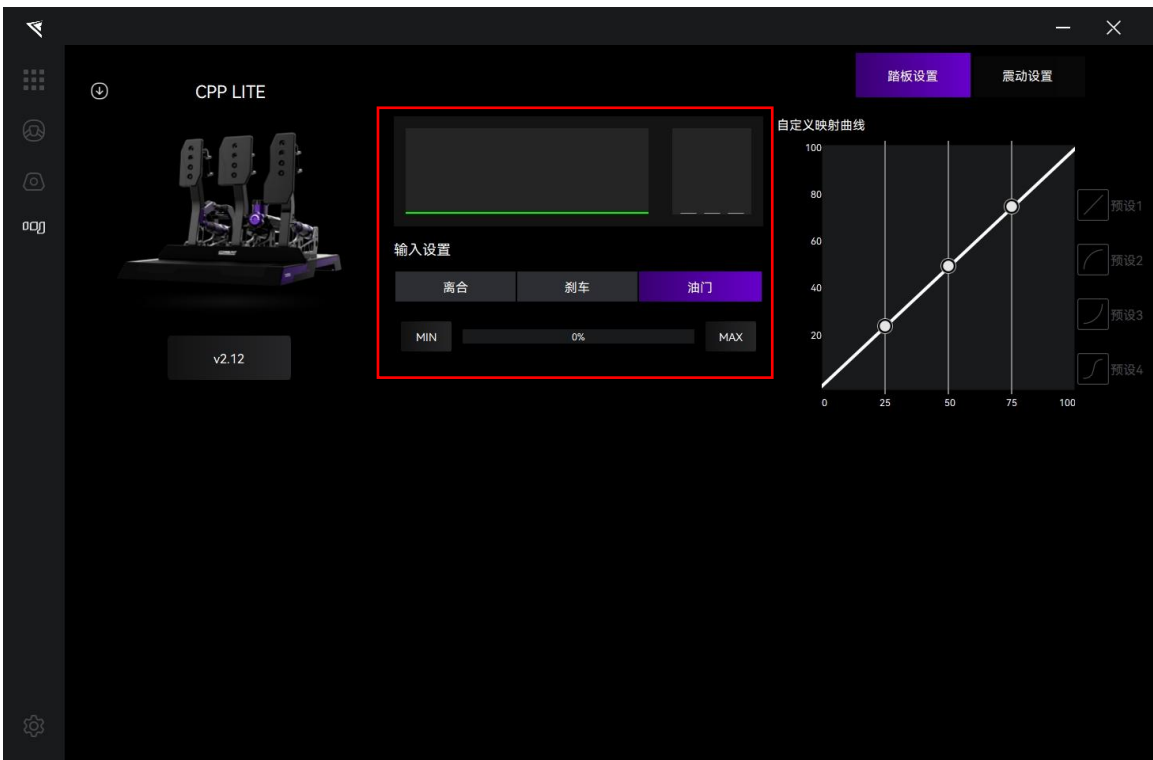 CPP LITE
v2.12
踏板设置
震动设置
输入设置
离合
刹车
油门
MIN
0%
MAX
自定义映射曲线
100
80
60
40
20
0
25
50
75
100
预设1
预设2
预设3
预设4